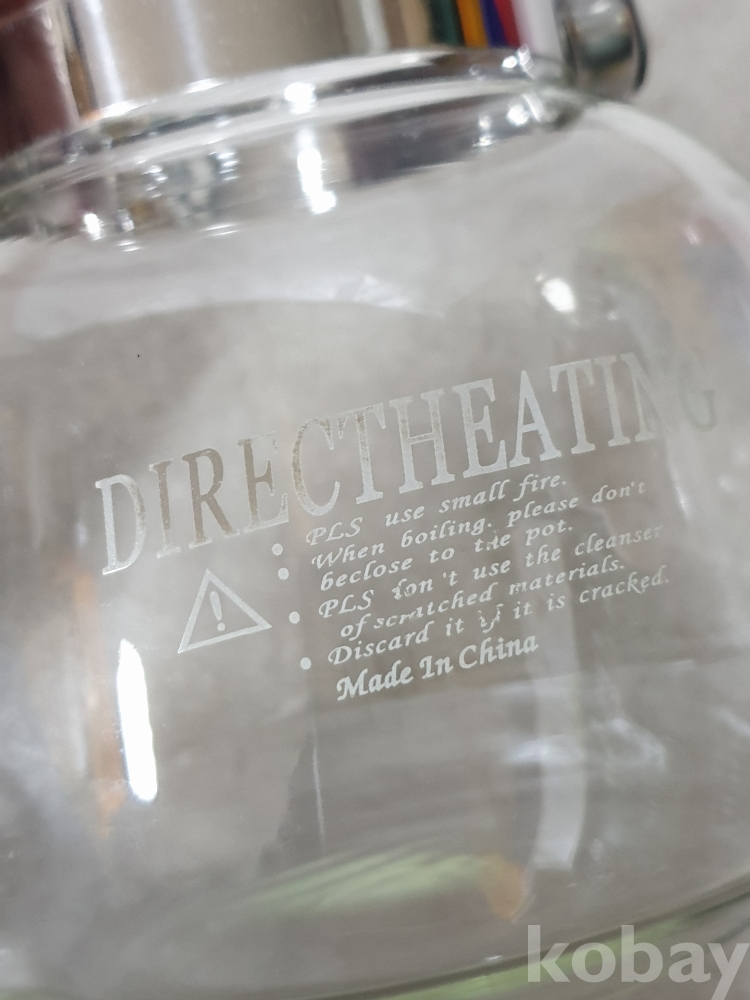 DIRECTHEATING
• PLS use small fire.
• When boiling, please don't
beclose to the pot.
• PLS don't use the cleanser
of scratched materials.
• Discard it if it is cracked.
Made In China
kobay